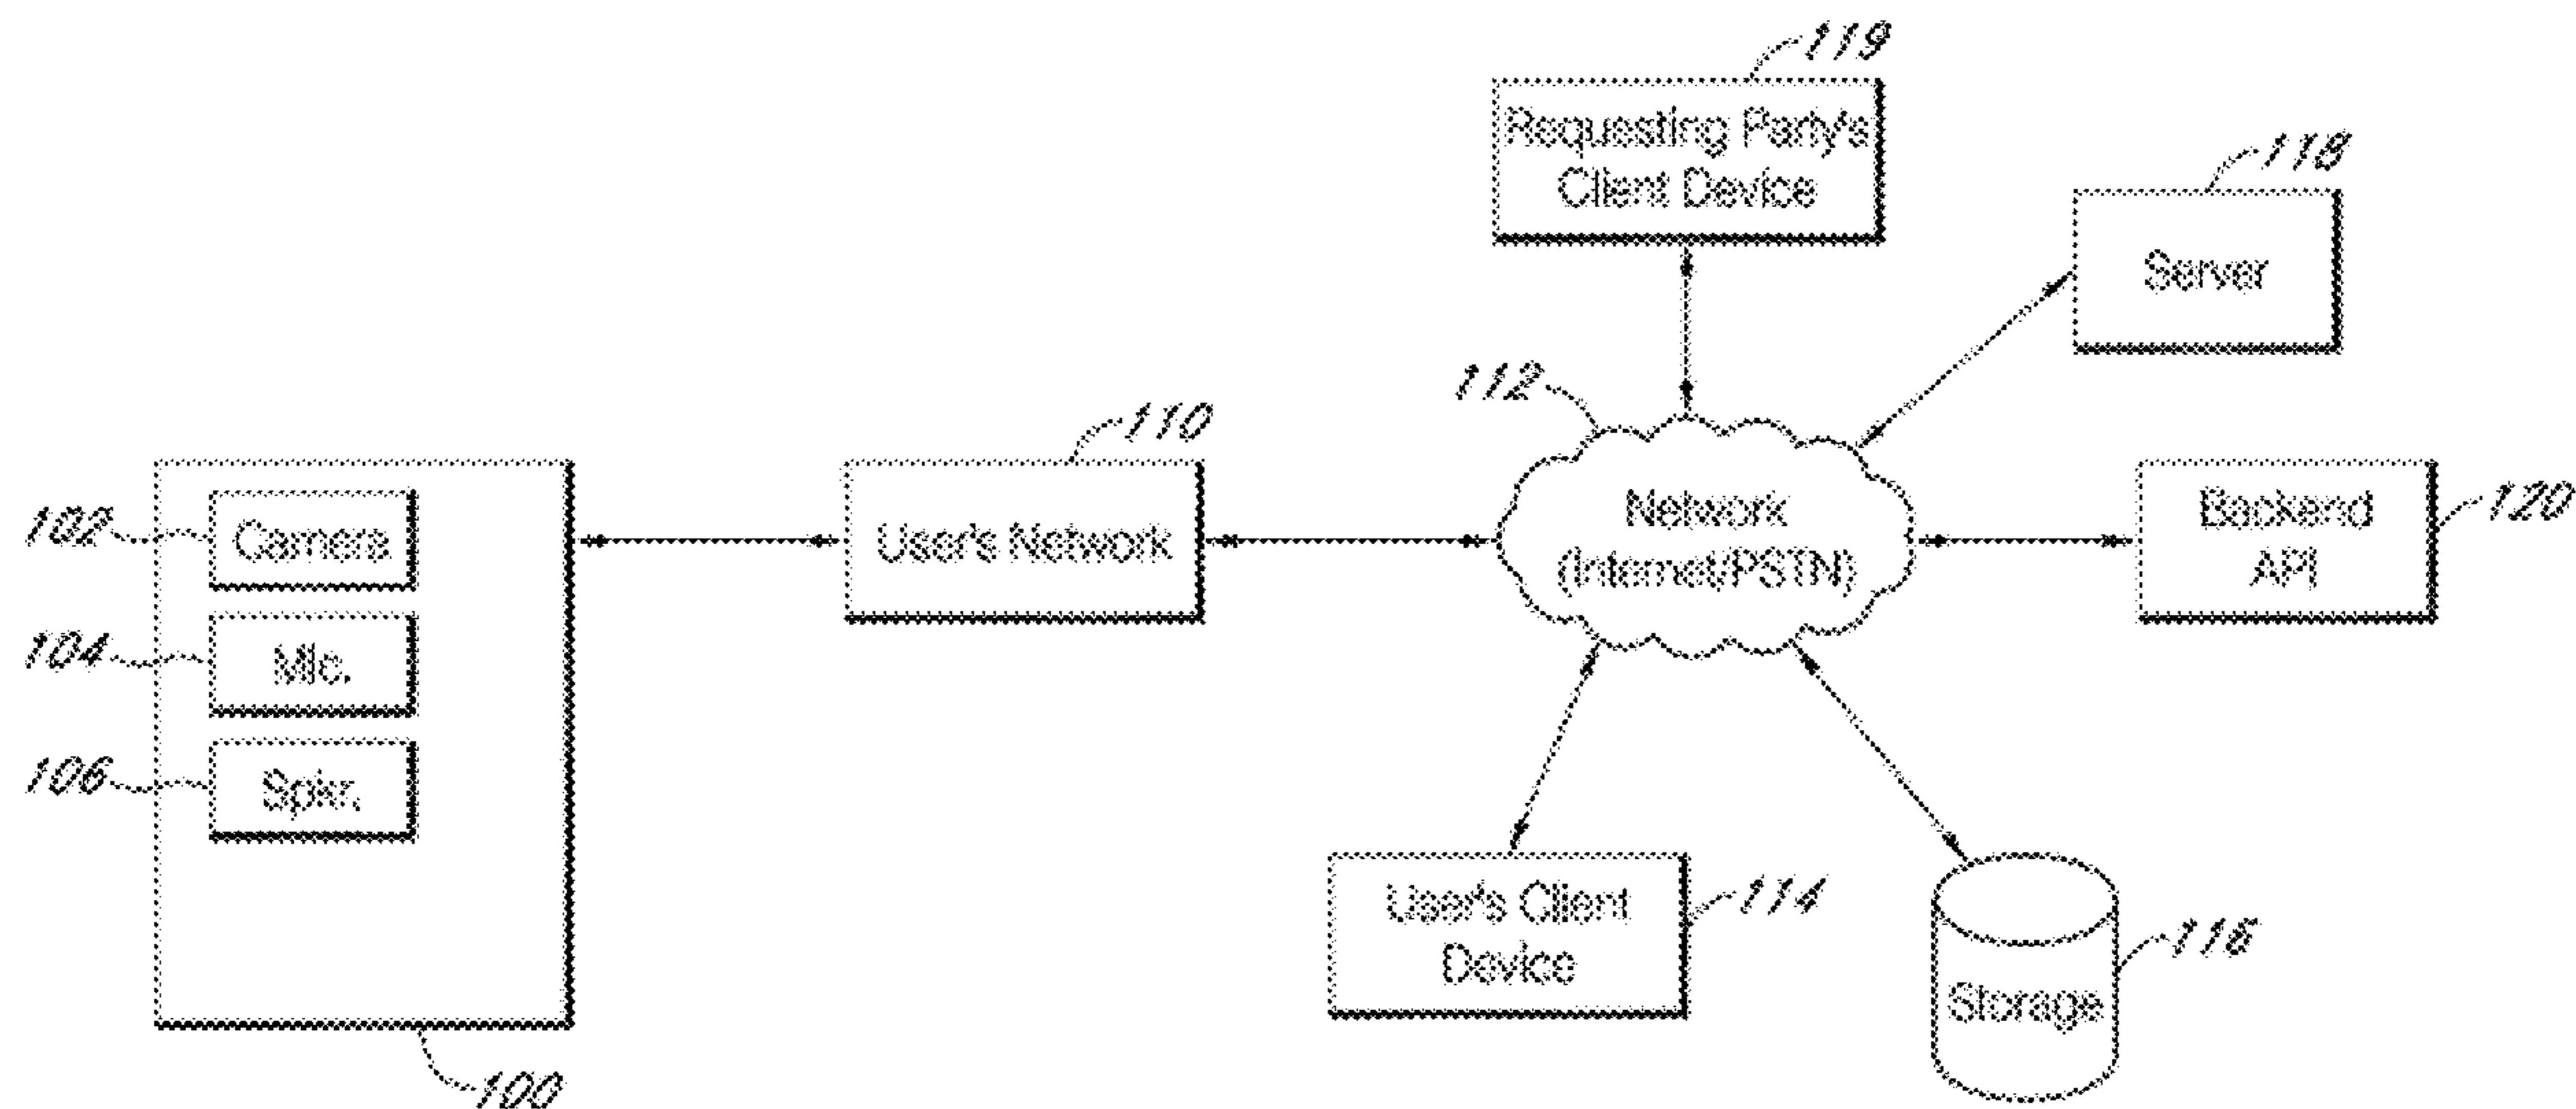 119
Requesting Party's
Client Device
118
Server
112
110
102
Camera
User's Network
Network
(Internet/PSTN)
Backend
API
120
104
Mic.
106
Spkr.
User's Client
Device
114
116
Storage
100